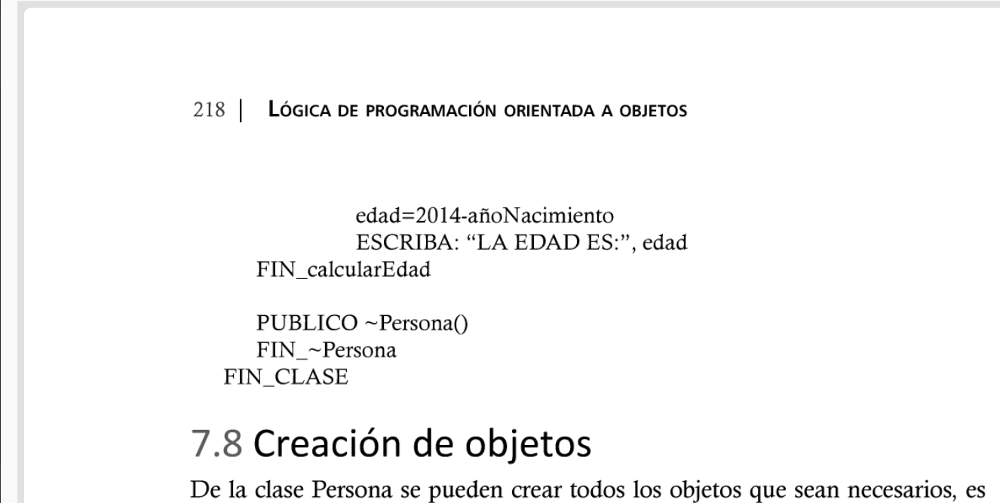 218 | LÓGICA DE PROGRAMACIÓN ORIENTADA A OBJETOS
edad=2014-añoNacimiento
ESCRIBA: “LA EDAD ES:”, edad
FIN_calcularEdad
PUBLICO ~Persona()
FIN_~Persona
FIN_CLASE
7.8 Creación de objetos
De la clase Persona se pueden crear todos los objetos que sean necesarios, es